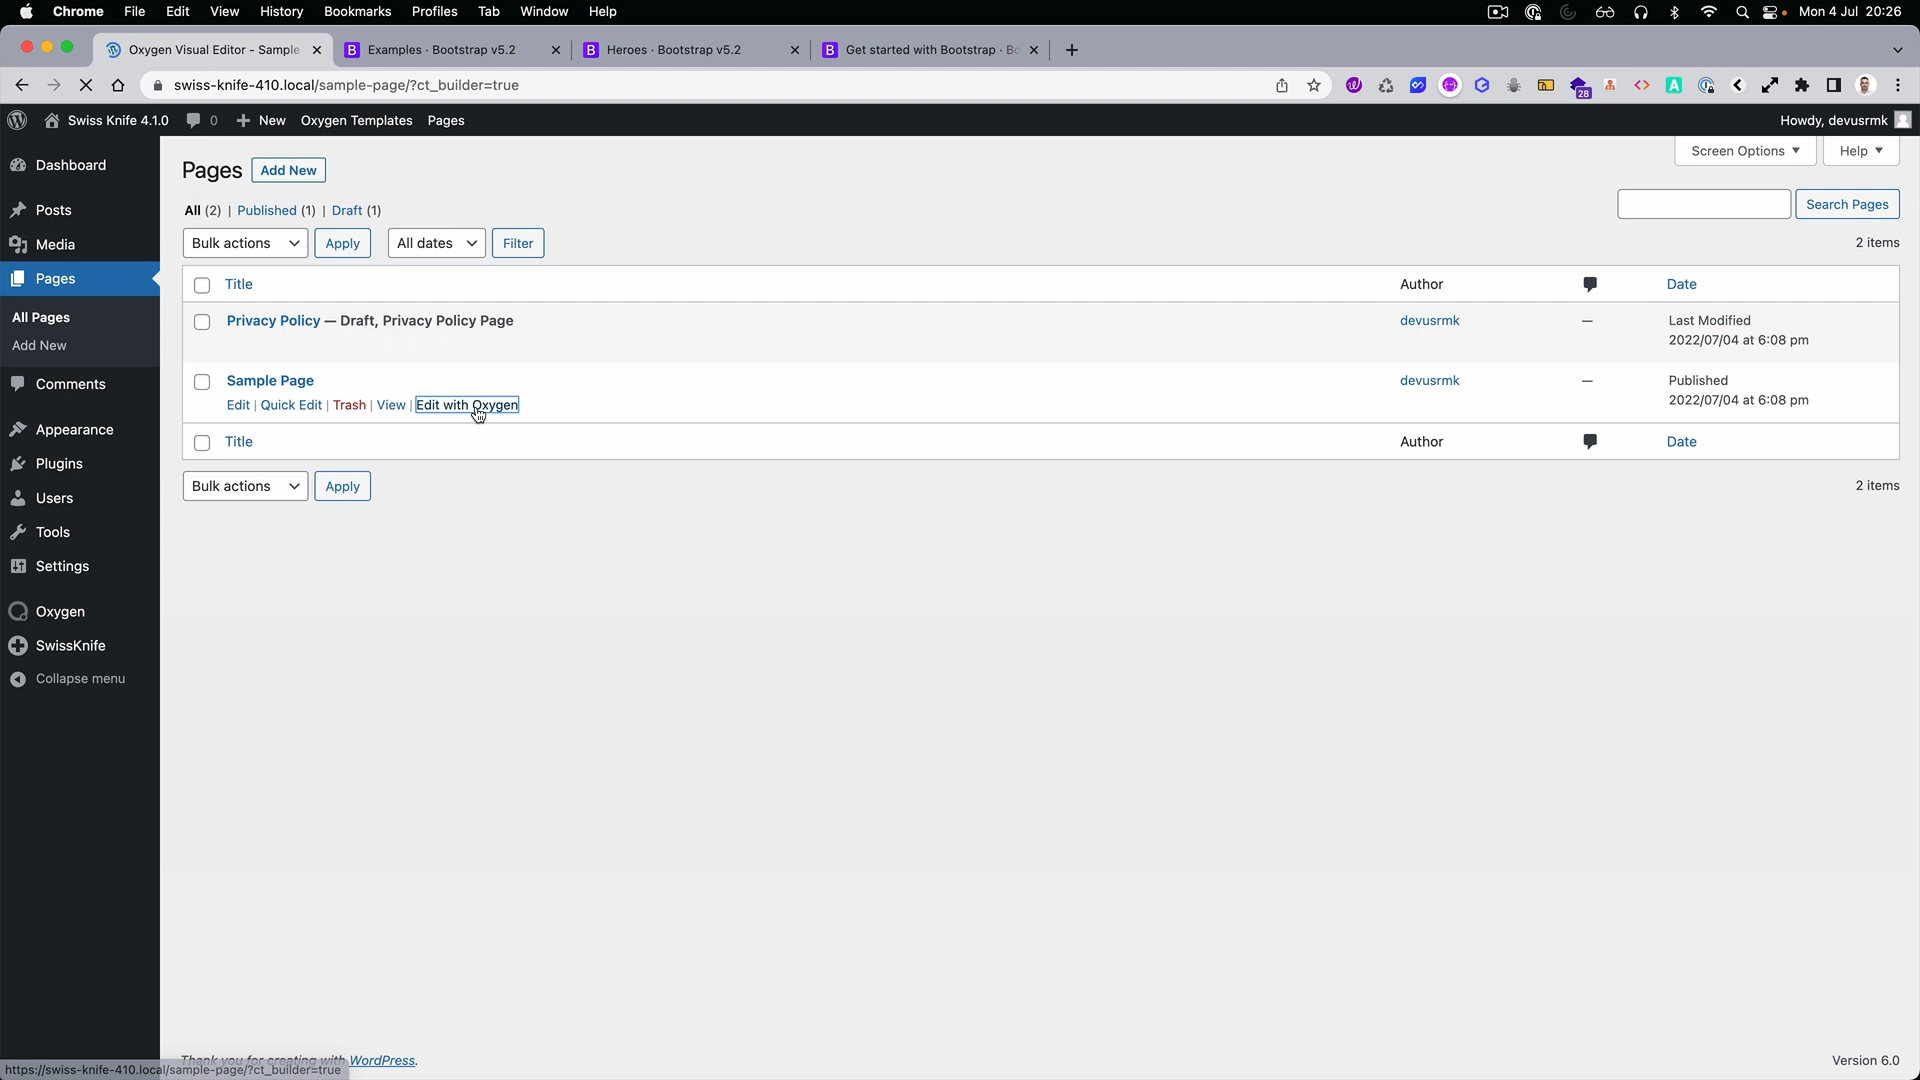 Chrome File Edit View History Bookmarks Profiles Tab Window Help Mon 4 Jul 20:26
Oxygen Visual Editor - Sample Examples · Bootstrap v5.2 Heroes · Bootstrap v5.2 Get started with Bootstrap · Bo
swiss-knife-410.local/sample-page/?ct_builder=true 28
Swiss Knife 4.1.0 0 New Oxygen Templates Pages Howdy, devusrmk
Dashboard
Posts
Media
Pages
All Pages
Add New
Comments
Appearance
Plugins
Users
Tools
Settings
Oxygen
SwissKnife
Collapse menu
Screen Options Help
Pages Add New
All (2) | Published (1) | Draft (1)
Search Pages
Bulk actions Apply All dates Filter 2 items
Title Author Date
Privacy Policy — Draft, Privacy Policy Page devusrmk — Last Modified
2022/07/04 at 6:08 pm
Sample Page devusrmk — Published
2022/07/04 at 6:08 pm
Edit | Quick Edit | Trash | View | Edit with Oxygen
Title Author Date
Bulk actions Apply 2 items
Thank you for creating with WordPress. Version 6.0
https://swiss-knife-410.local/sample-page/?ct_builder=true